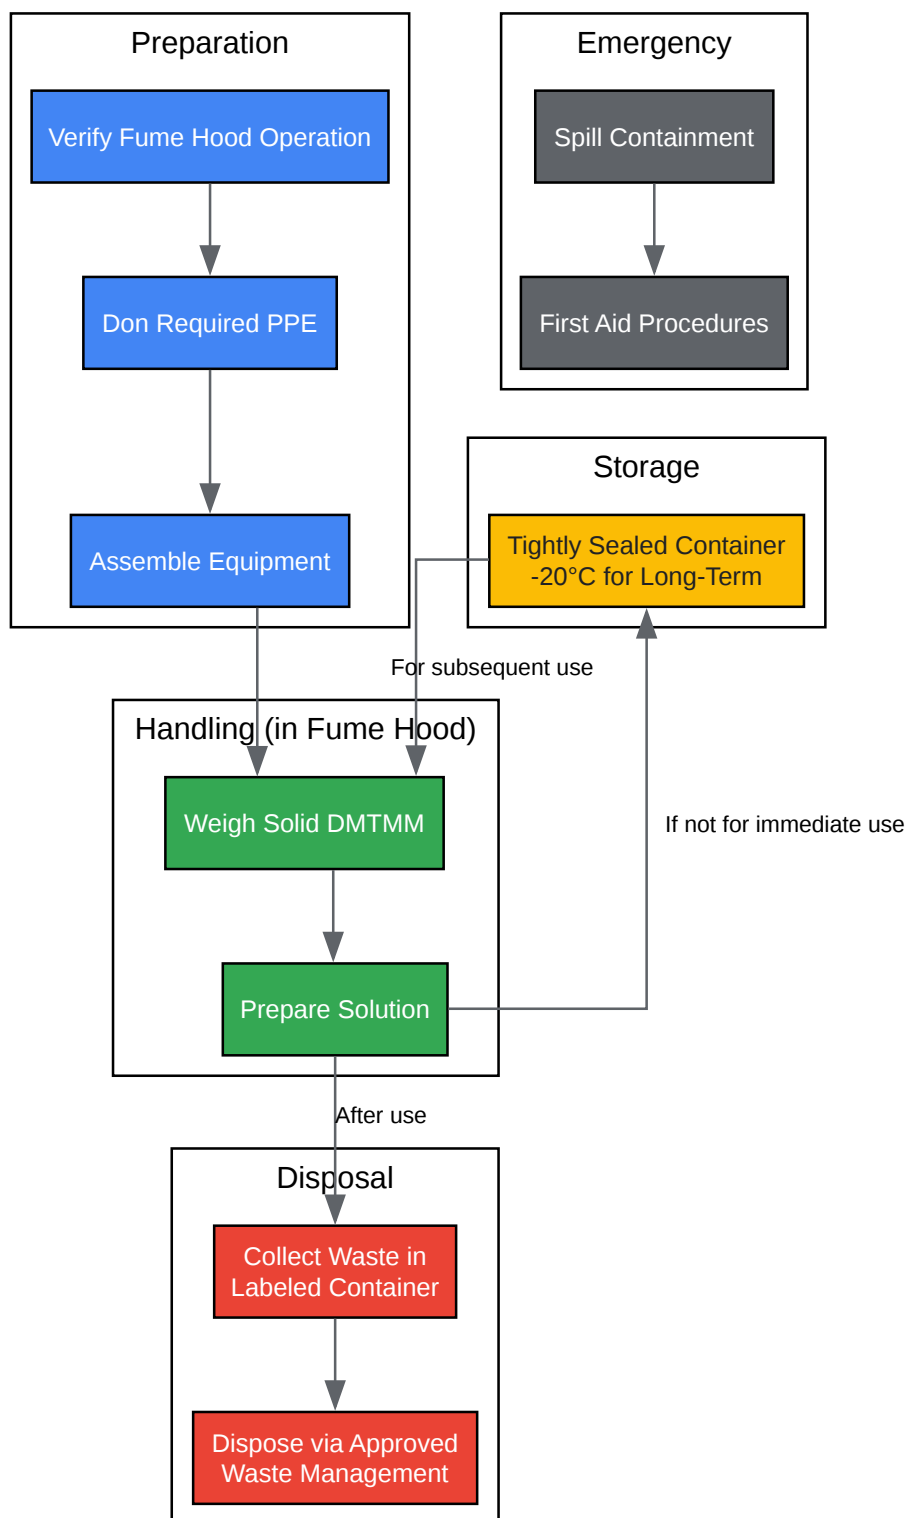 Preparation
Verify Fume Hood Operation
Don Required PPE
Assemble Equipment
Emergency
Spill Containment
First Aid Procedures
Storage
Tightly Sealed Container
-20°C for Long-Term
For subsequent use
Handling (in Fume Hood)
Weigh Solid DMTMM
If not for immediate use
Prepare Solution
After use
Disposal
Collect Waste in
Labeled Container
Dispose via Approved
Waste Management